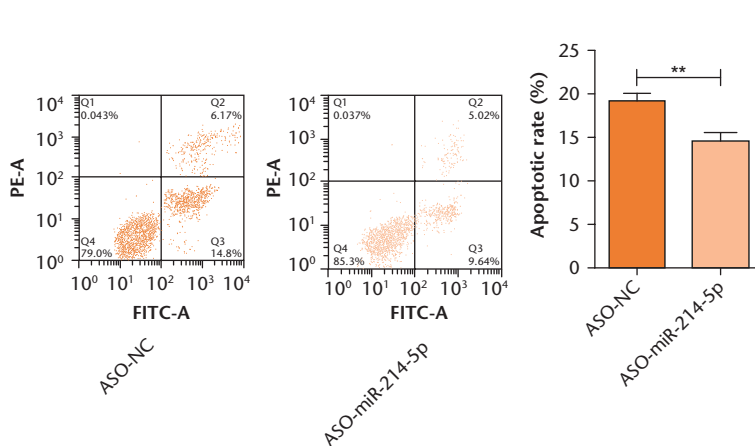 Q1
0.043%
Q2
6.17%
Q4
79.0%
Q3
14.8%
10⁴
10³
10²
10¹
10⁰
PE-A
10⁰ 10¹ 10² 10³ 10⁴
FITC-A
ASO-NC
Q1
0.037%
Q2
5.02%
Q4
85.3%
Q3
9.64%
10⁴
10³
10²
10¹
10⁰
PE-A
10⁰ 10¹ 10² 10³ 10⁴
FITC-A
ASO-miR-214-5p
Apoptotic rate (%)
25
20
15
10
5
0
**
ASO-NC
ASO-miR-214-5p